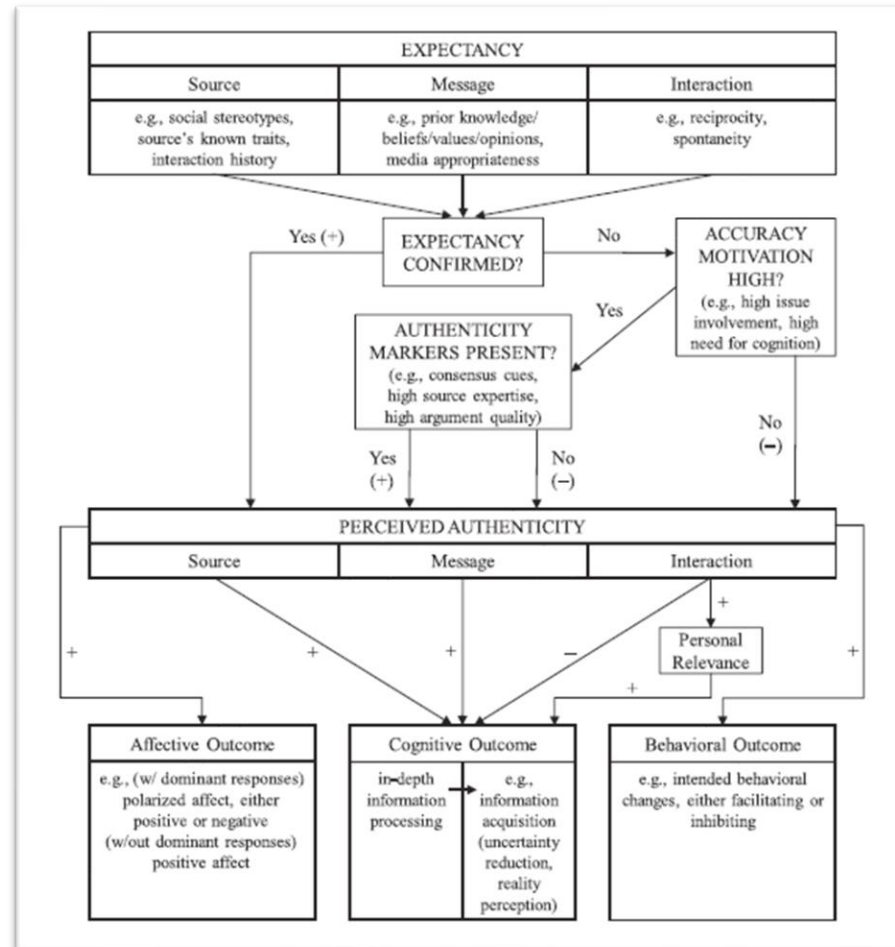 EXPECTANCY
Source
Message
Interaction
e.g., social stereotypes,
source's known traits,
interaction history
e.g., prior knowledge/
beliefs/values/opinions,
media appropriateness
e.g., reciprocity,
spontaneity
Yes (+)
EXPECTANCY
CONFIRMED?
No
ACCURACY
MOTIVATION
HIGH?
(e.g., high issue
involvement, high
need for cognition)
Yes
AUTHENTICITY
MARKERS PRESENT?
(e.g., consensus cues,
high source expertise,
high argument quality)
Yes
(+)
No
(–)
No
(–)
PERCEIVED AUTHENTICITY
Source
Message
Interaction
+
+
+
–
+
Personal
Relevance
+
+
Affective Outcome
e.g., (w/ dominant responses)
polarized affect, either
positive or negative
(w/out dominant responses)
positive affect
Cognitive Outcome
in-depth
information
processing
e.g.,
information
acquisition
(uncertainty
reduction,
reality
perception)
Behavioral Outcome
e.g., intended behavioral
changes, either facilitating or
inhibiting